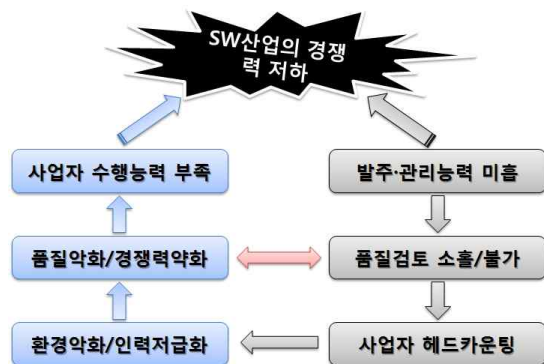 SW산업의 경쟁
력 저하
사업자 수행능력 부족
발주·관리능력 미흡
품질악화/경쟁력약화
품질검토 소홀/불가
환경악화/인력저급화
사업자 헤드카운팅